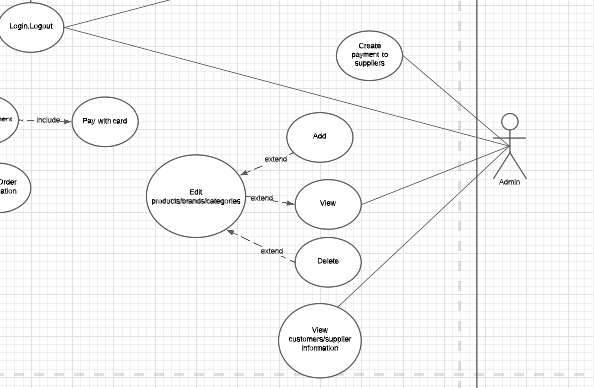 Login,Logout
Create
payment to
suppliers
include
Pay with card
Add
extend
Admin
Edit
products/brands/categories
extend
View
extend
Delete
View
customers/supplier
information